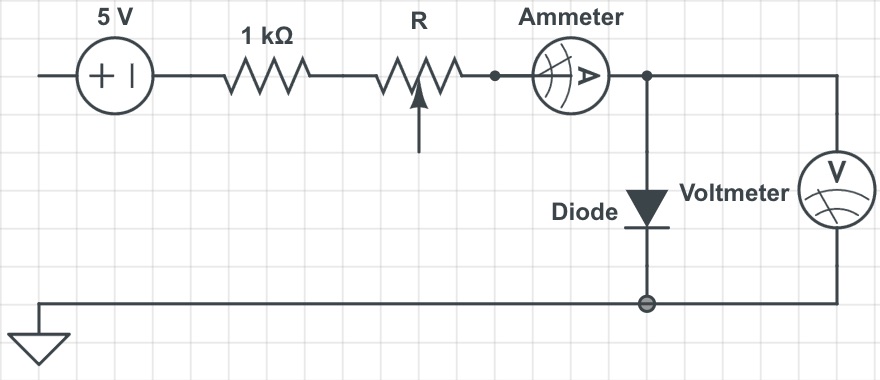 5 V
1 kΩ
R
Ammeter
A
Diode
Voltmeter
V